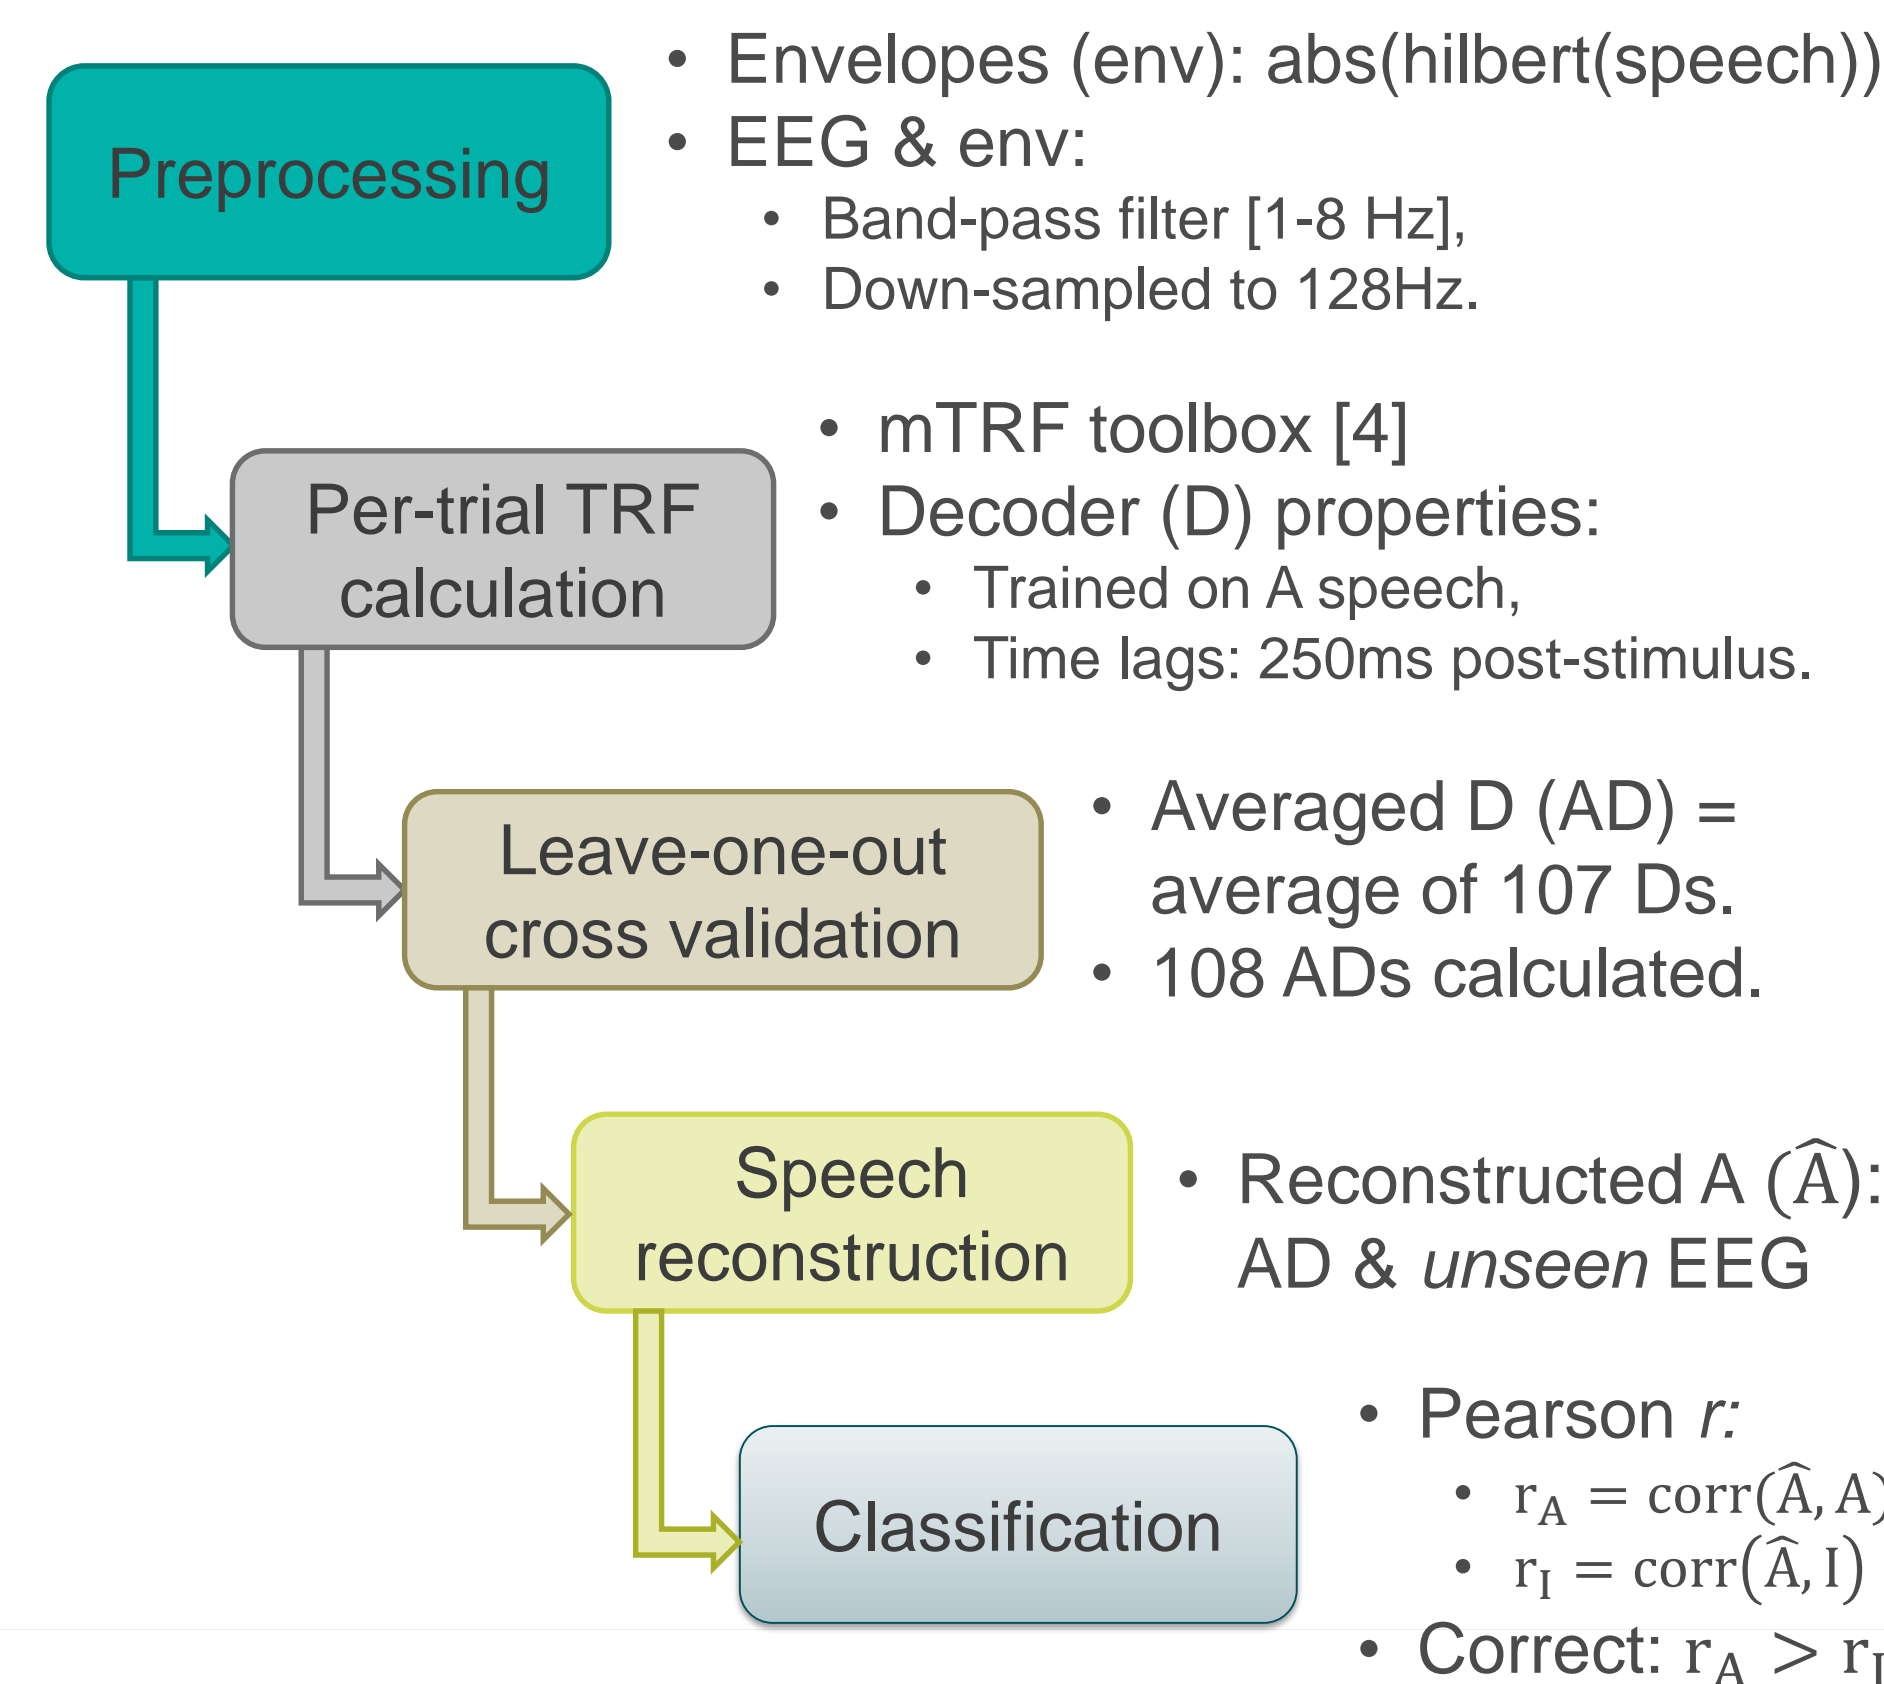 Preprocessing
• Envelopes (env): abs(hilbert(speech))
• EEG & env:
• Band-pass filter [1-8 Hz],
• Down-sampled to 128Hz.
Per-trial TRF
calculation
• mTRF toolbox [4]
• Decoder (D) properties:
• Trained on A speech,
• Time lags: 250ms post-stimulus.
Leave-one-out
cross validation
• Averaged D (AD) =
average of 107 Ds.
• 108 ADs calculated.
Speech
reconstruction
• Reconstructed A (Â):
AD & unseen EEG
Classification
• Pearson r:
• r_A = corr(Â, A)
• r_I = corr(Â, I)
• Correct: r_A > r_I